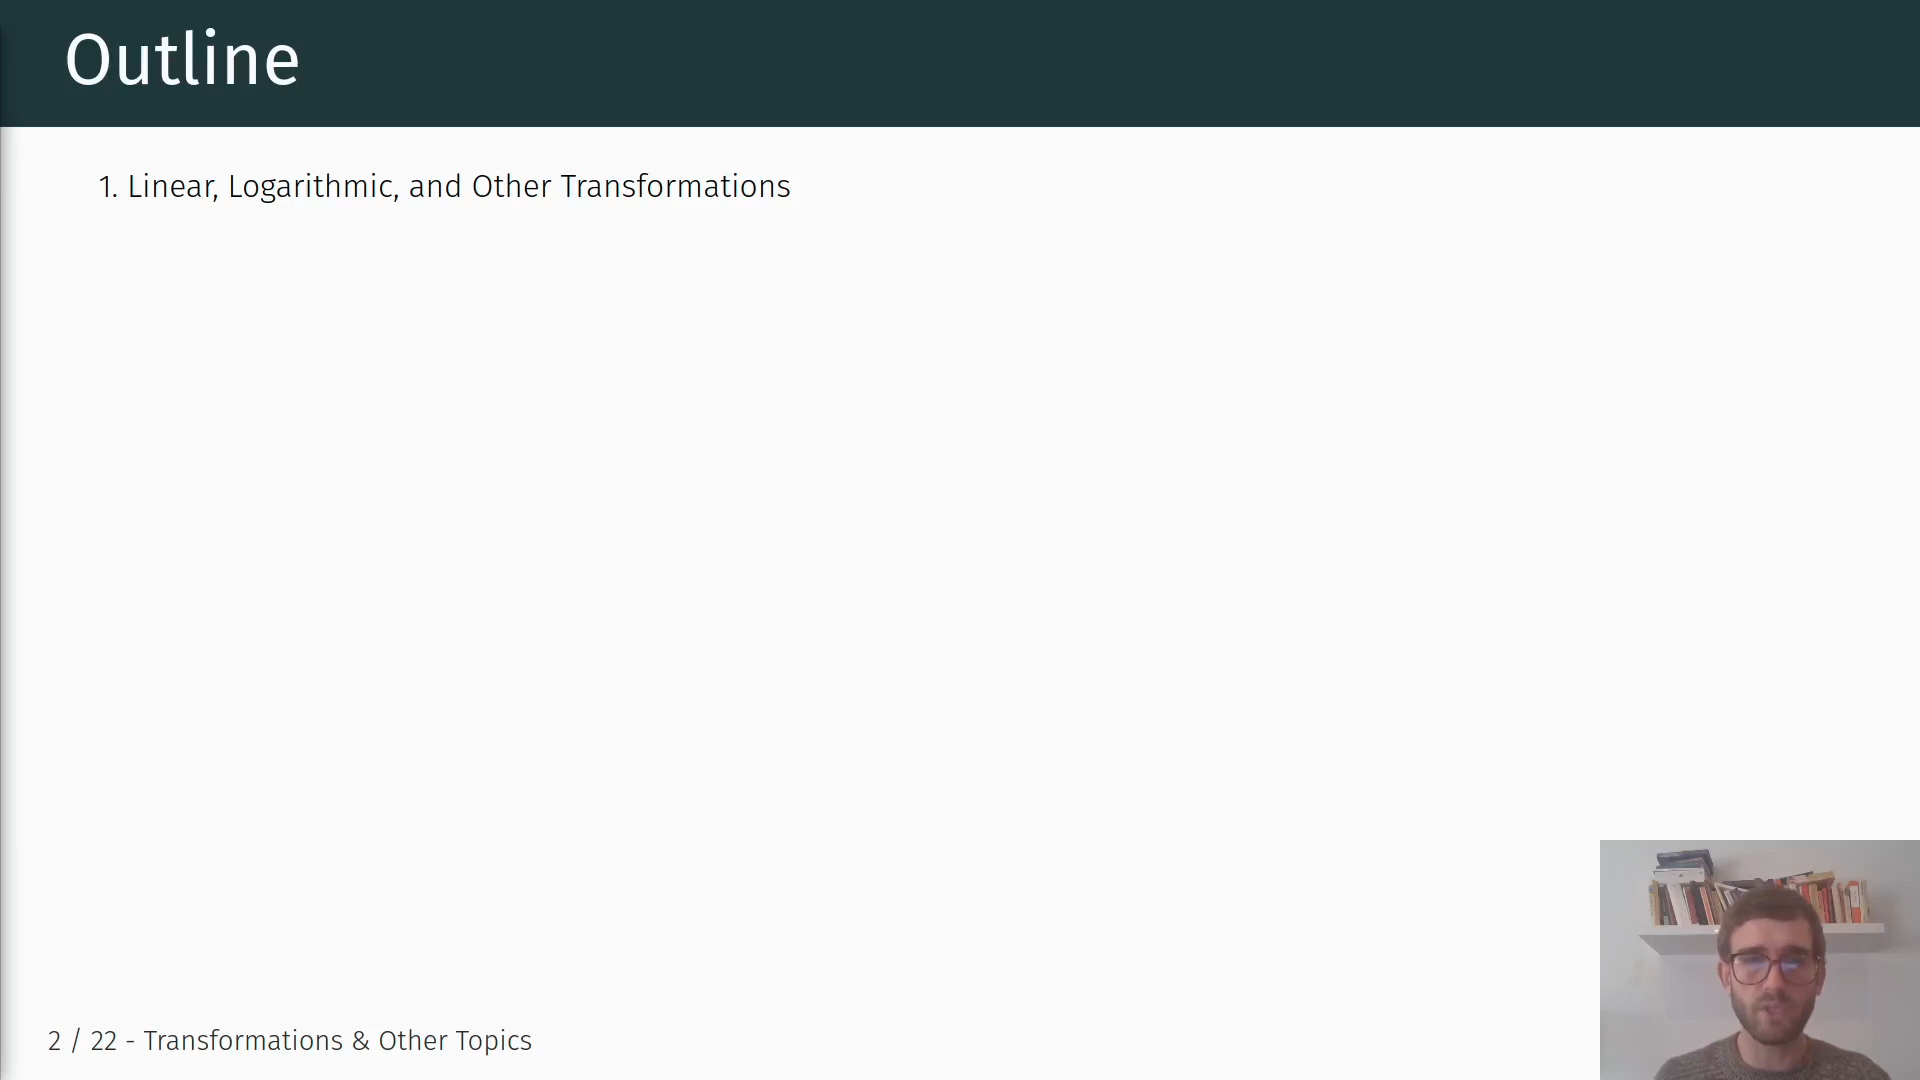 Outline
1. Linear, Logarithmic, and Other Transformations
2 / 22 - Transformations & Other Topics